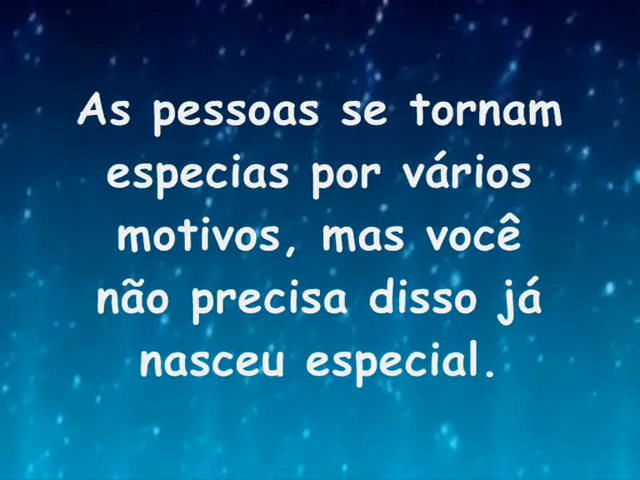 As pessoas se tornam
especias por vários
motivos, mas você
não precisa disso já
nasceu especial.